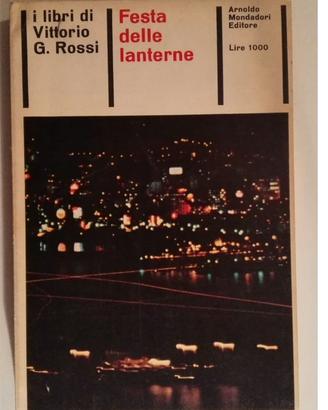 i libri di
Vittorio
G. Rossi
Festa
delle
lanterne
Arnoldo
Mondadori
Editore
Lire 1000